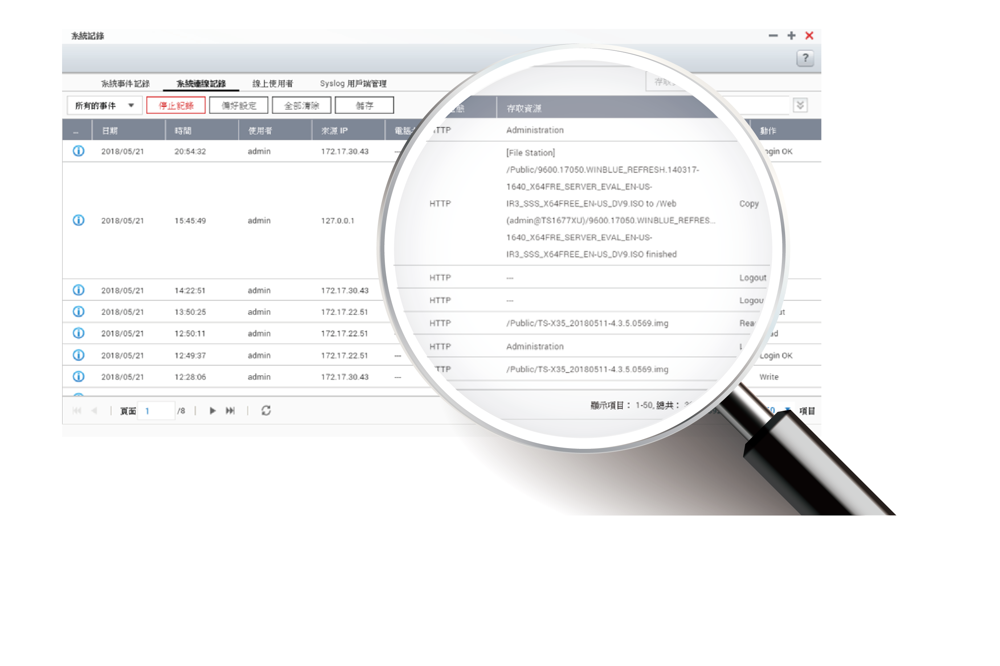 系統記錄
?
系統事件記錄 系統連線記錄 線上使用者 Syslog 用戶端管理
所有的事件 停止記錄 偏好設定 全部清除 儲存
日期 時間 使用者 來源 IP 電腦 存取資源 動作
2018/05/21 20:54:32 admin 172.17.30.43 --- HTTP Administration Login OK
[File Station]
/Public/9600.17050.WINBLUE_REFRESH.140317-
1640_X64FRE_SERVER_EVAL_EN-US-
2018/05/21 15:45:49 admin 127.0.0.1 HTTP IR3_SSS_X64FREE_EN-US_DV9.ISO to /Web Copy
(admin@TS1677XU)/9600.17050.WINBLUE_REFRES...
1640_X64FRE_SERVER_EVAL_EN-US-
IR3_SSS_X64FREE_EN-US_DV9.ISO finished
2018/05/21 14:22:51 admin 172.17.30.43 HTTP --- Logout
2018/05/21 13:50:25 admin 172.17.22.51 HTTP --- Logou
2018/05/21 12:50:11 admin 172.17.22.51 HTTP /Public/TS-X35_20180511-4.3.5.0569.img Rea
2018/05/21 12:49:37 admin 172.17.22.51 --- HTTP Administration Login OK
2018/05/21 12:28:06 admin 172.17.30.43 --- HTTP /Public/TS-X35_20180511-4.3.5.0569.img Write
頁面 1 /8 顯示項目： 1-50, 總共： 項目